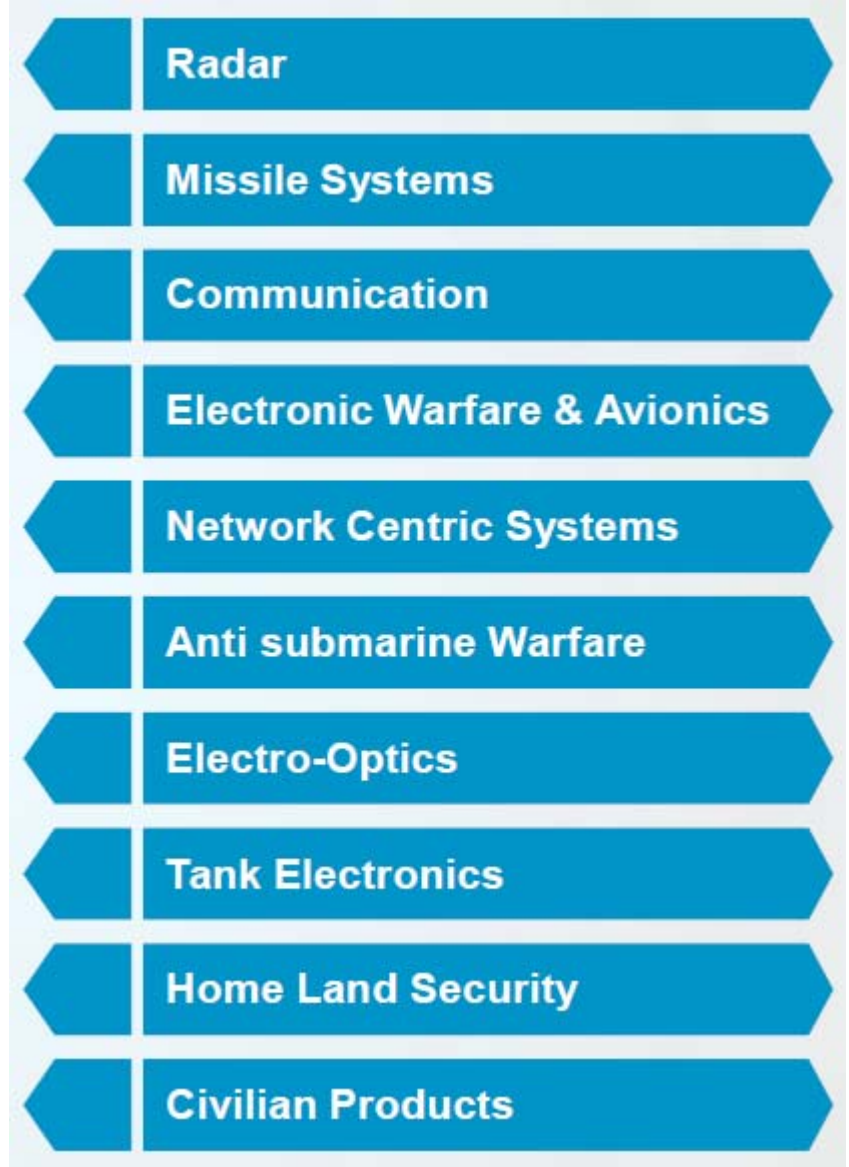 Radar
Missile Systems
Communication
Electronic Warfare & Avionics
Network Centric Systems
Anti submarine Warfare
Electro-Optics
Tank Electronics
Home Land Security
Civilian Products